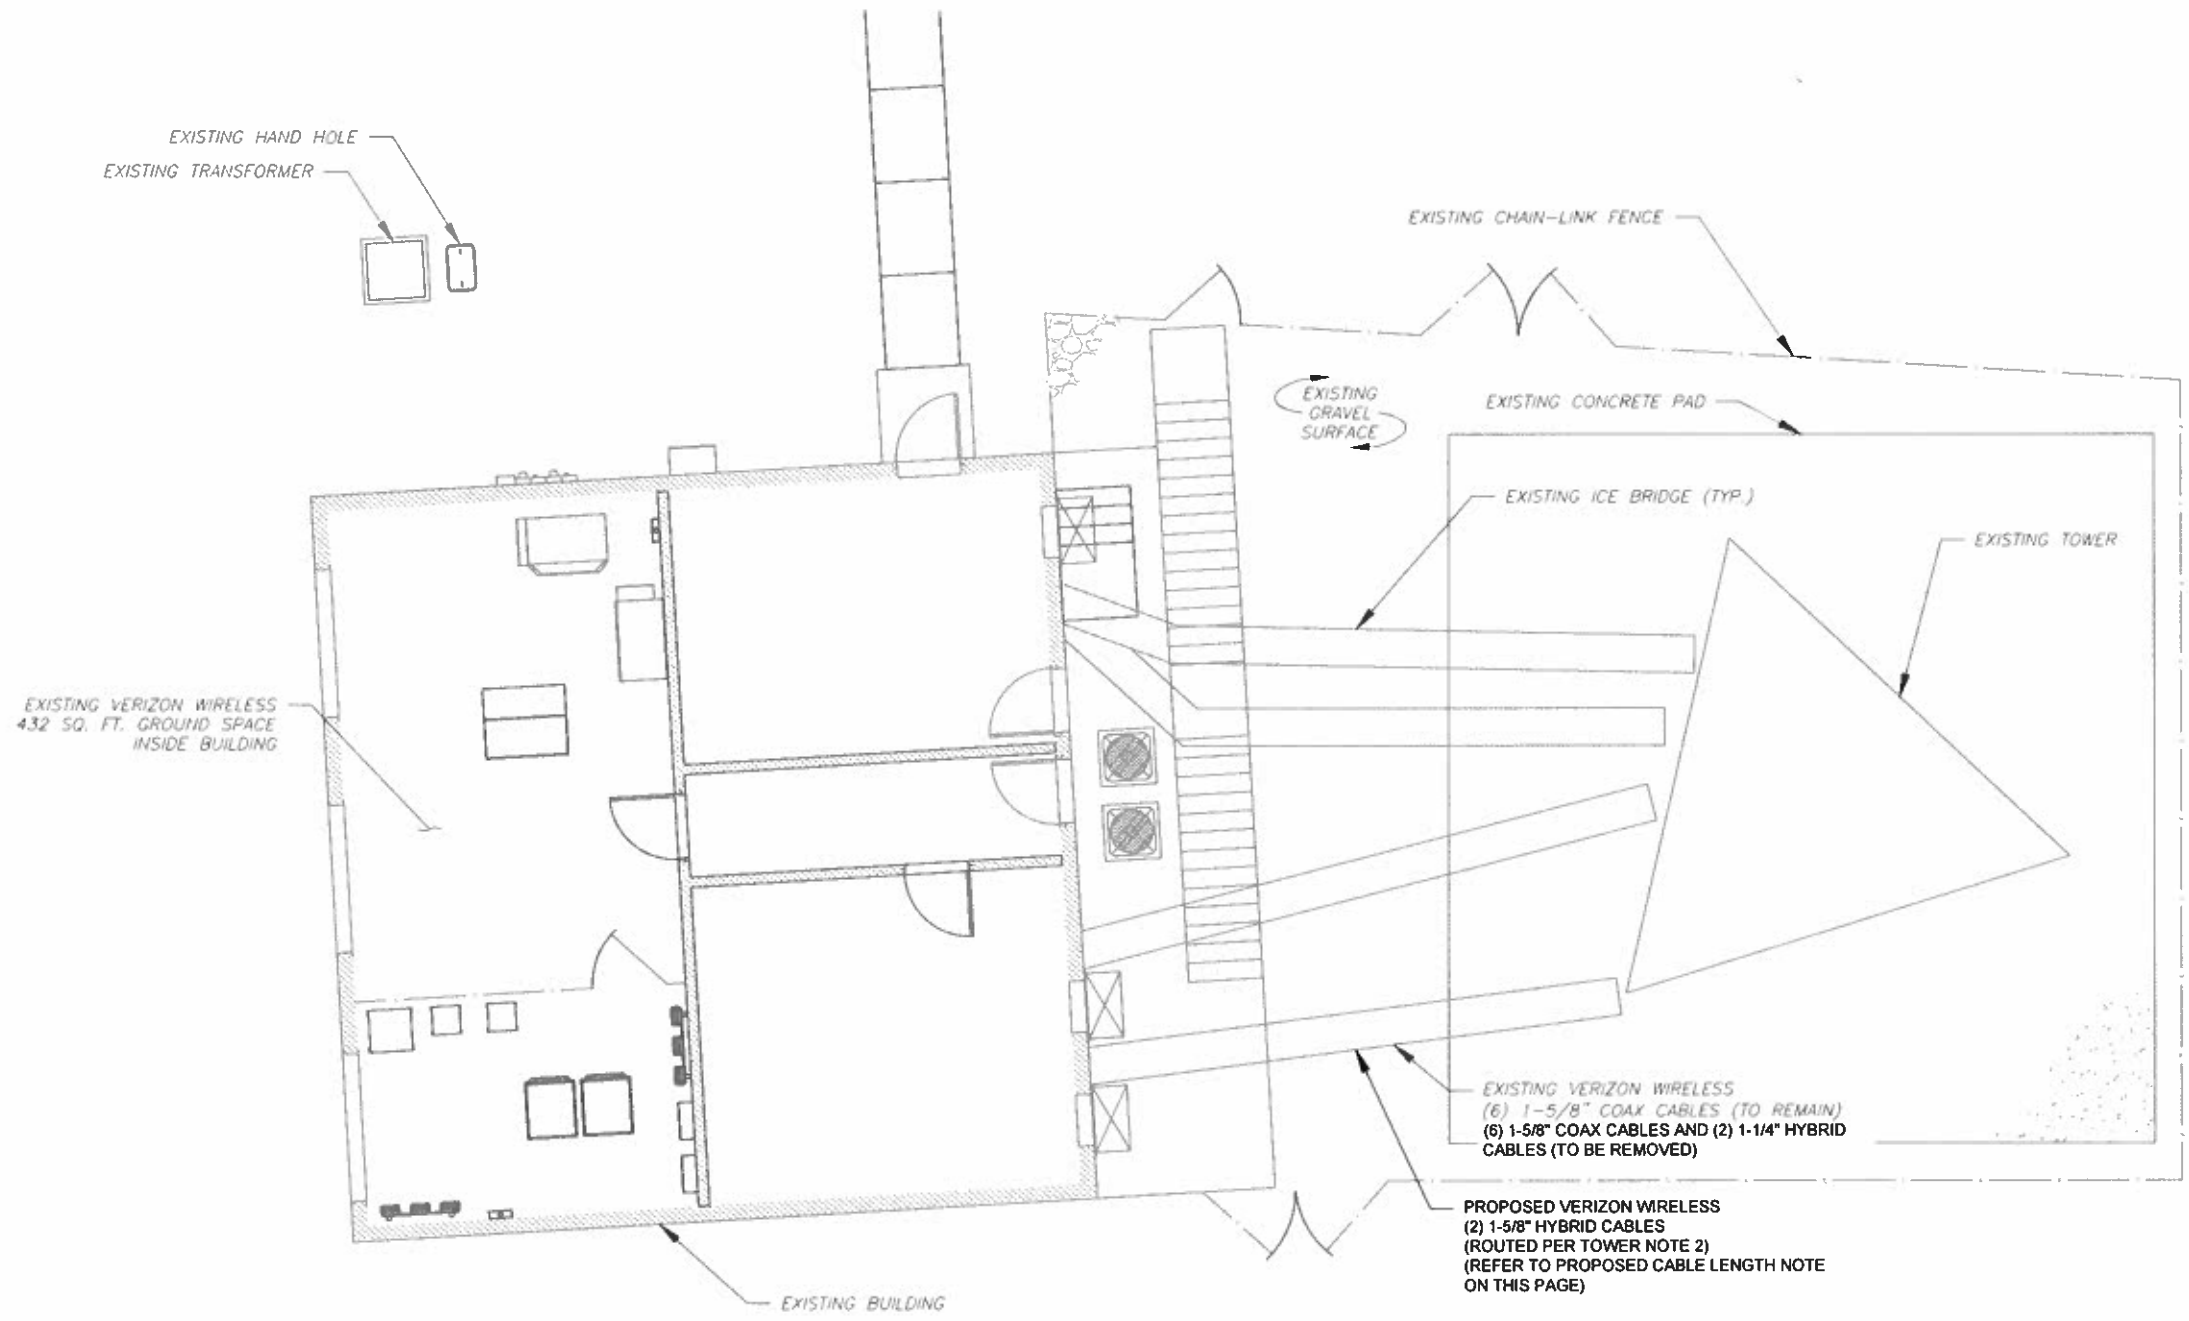 EXISTING HAND HOLE
EXISTING TRANSFORMER
EXISTING CHAIN-LINK FENCE
EXISTING
GRAVEL
SURFACE
EXISTING CONCRETE PAD
EXISTING ICE BRIDGE (TYP.)
EXISTING TOWER
EXISTING VERIZON WIRELESS
432 SQ. FT. GROUND SPACE
INSIDE BUILDING
EXISTING VERIZON WIRELESS
(6) 1-5/8" COAX CABLES (TO REMAIN)
(6) 1-5/8" COAX CABLES AND (2) 1-1/4" HYBRID
CABLES (TO BE REMOVED)
PROPOSED VERIZON WIRELESS
(2) 1-5/8" HYBRID CABLES
(ROUTED PER TOWER NOTE 2)
(REFER TO PROPOSED CABLE LENGTH NOTE
ON THIS PAGE)
EXISTING BUILDING